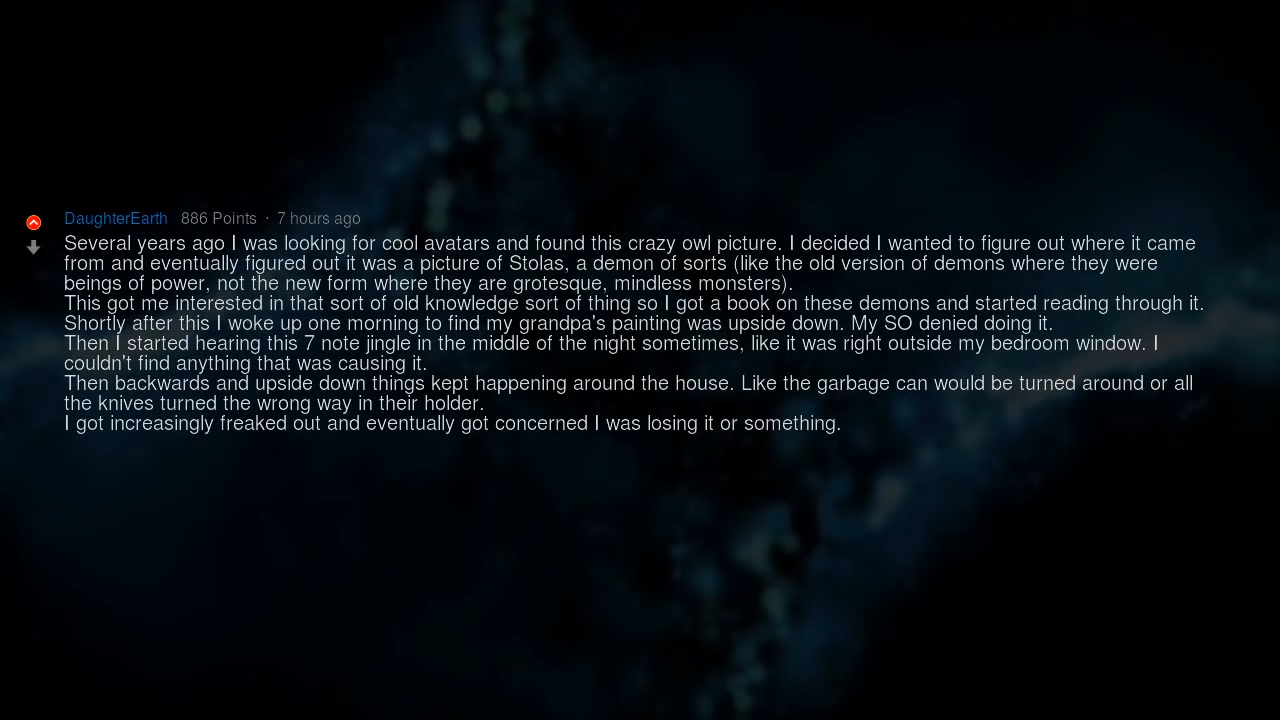 DaughterEarth 886 Points · 7 hours ago
Several years ago I was looking for cool avatars and found this crazy owl picture. I decided I wanted to figure out where it came
from and eventually figured out it was a picture of Stolas, a demon of sorts (like the old version of demons where they were
beings of power, not the new form where they are grotesque, mindless monsters).
This got me interested in that sort of old knowledge sort of thing so I got a book on these demons and started reading through it.
Shortly after this I woke up one morning to find my grandpa's painting was upside down. My SO denied doing it.
Then I started hearing this 7 note jingle in the middle of the night sometimes, like it was right outside my bedroom window. I
couldn't find anything that was causing it.
Then backwards and upside down things kept happening around the house. Like the garbage can would be turned around or all
the knives turned the wrong way in their holder.
I got increasingly freaked out and eventually got concerned I was losing it or something.